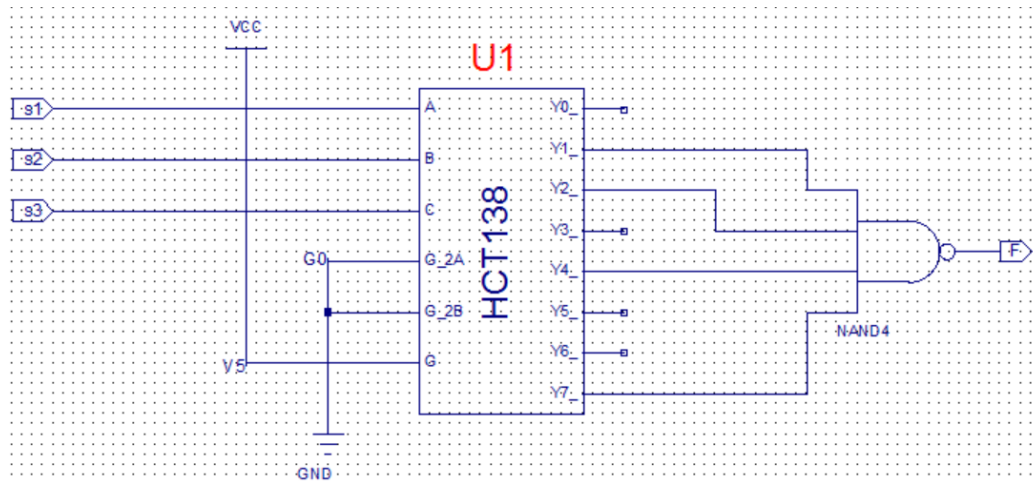 VCC
U1
s1
s2
s3
A
B
C
G_2A
G_2B
G
HCT138
Y0_
Y1_
Y2_
Y3_
Y4_
Y5_
Y6_
Y7_
G0
V5
GND
NAND4
F